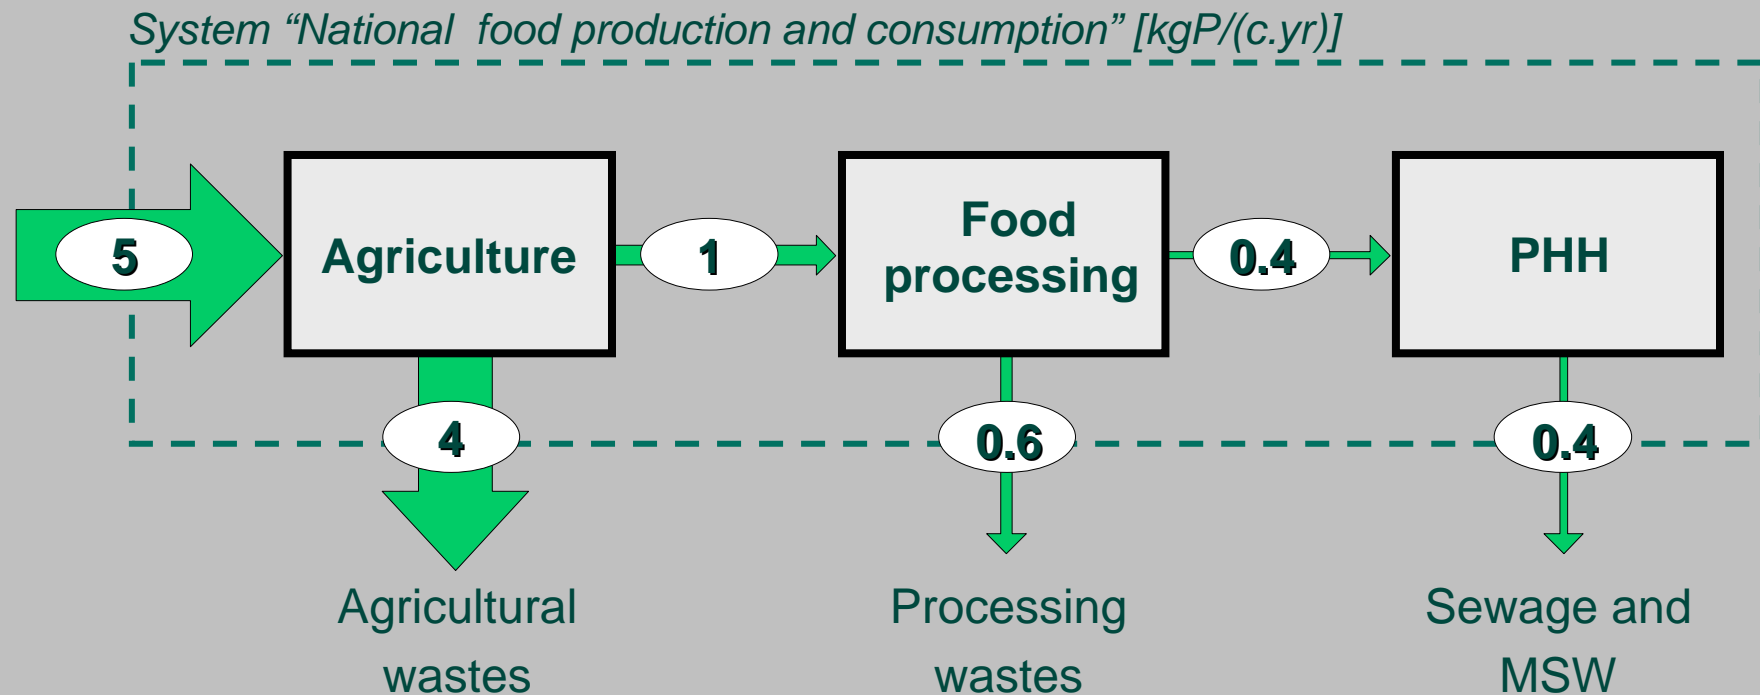 System “National food production and consumption” [kgP/(c.yr)]
5
Agriculture
1
Food
processing
0.4
PHH
4
0.6
0.4
Agricultural
wastes
Processing
wastes
Sewage and
MSW